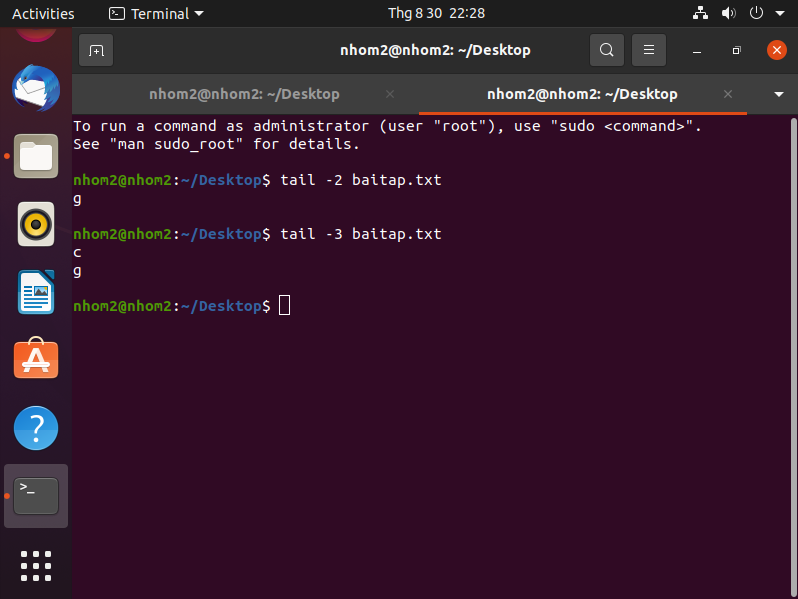 Activities Terminal Thg 8 30 22:28
nhom2@nhom2: ~/Desktop
nhom2@nhom2: ~/Desktop nhom2@nhom2: ~/Desktop
To run a command as administrator (user "root"), use "sudo <command>".
See "man sudo_root" for details.
nhom2@nhom2:~/Desktop$ tail -2 baitap.txt
g
nhom2@nhom2:~/Desktop$ tail -3 baitap.txt
c
g
nhom2@nhom2:~/Desktop$